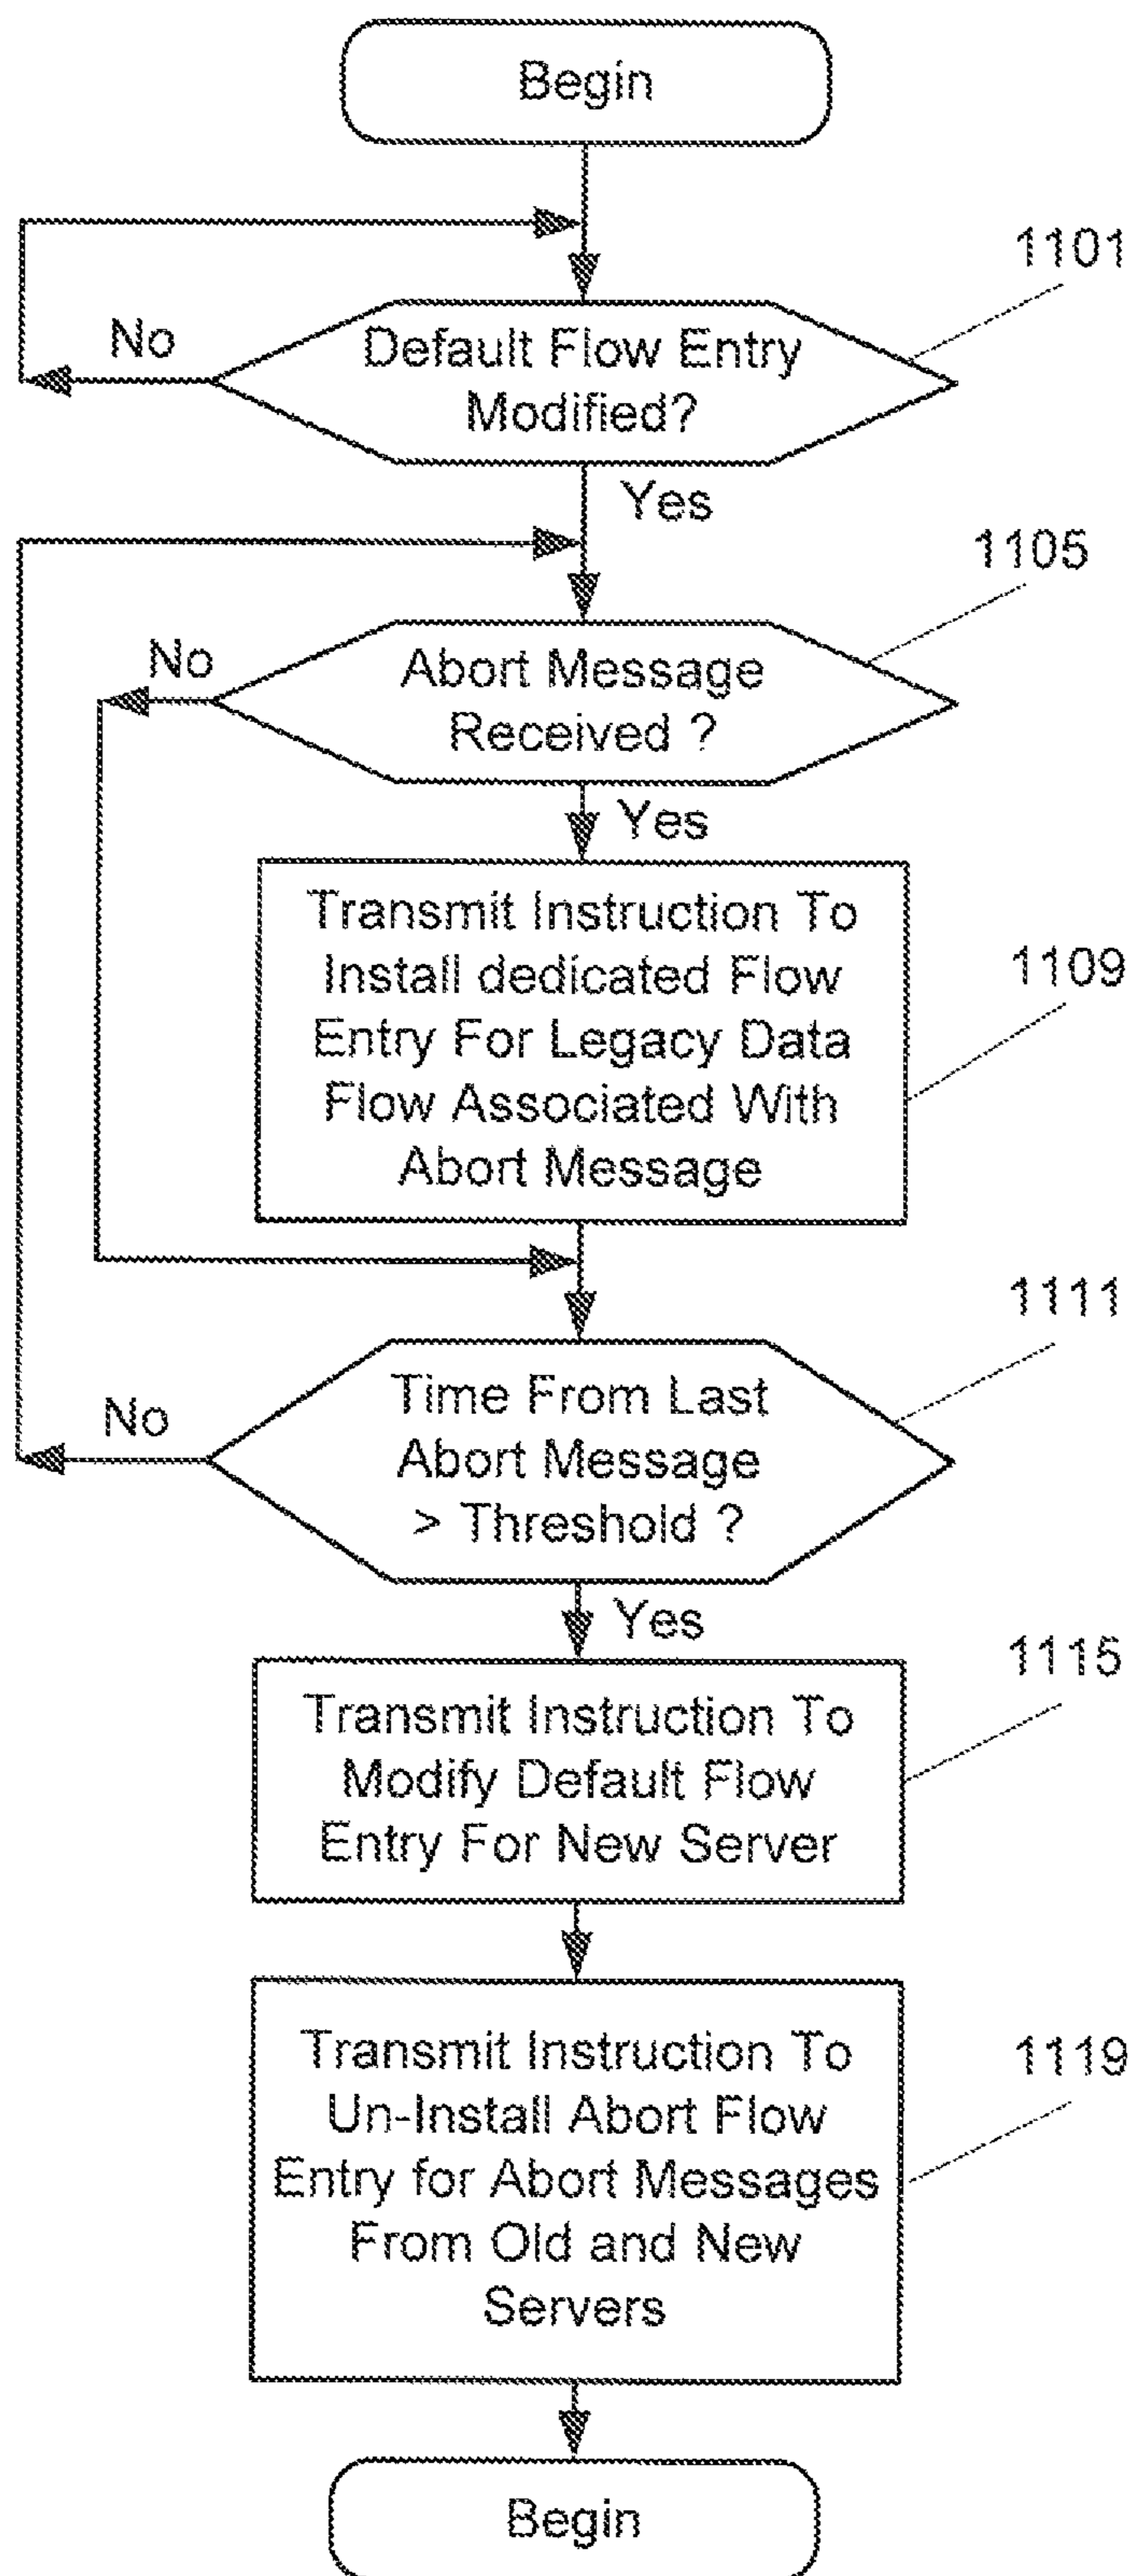 Begin
1101
No
Default Flow Entry
Modified?
Yes
1105
No
Abort Message
Received ?
Yes
Transmit Instruction To
Install dedicated Flow
Entry For Legacy Data
Flow Associated With
Abort Message
1109
1111
No
Time From Last
Abort Message
> Threshold ?
Yes
1115
Transmit Instruction To
Modify Default Flow
Entry For New Server
1119
Transmit Instruction To
Un-Install Abort Flow
Entry for Abort Messages
From Old and New
Servers
Begin